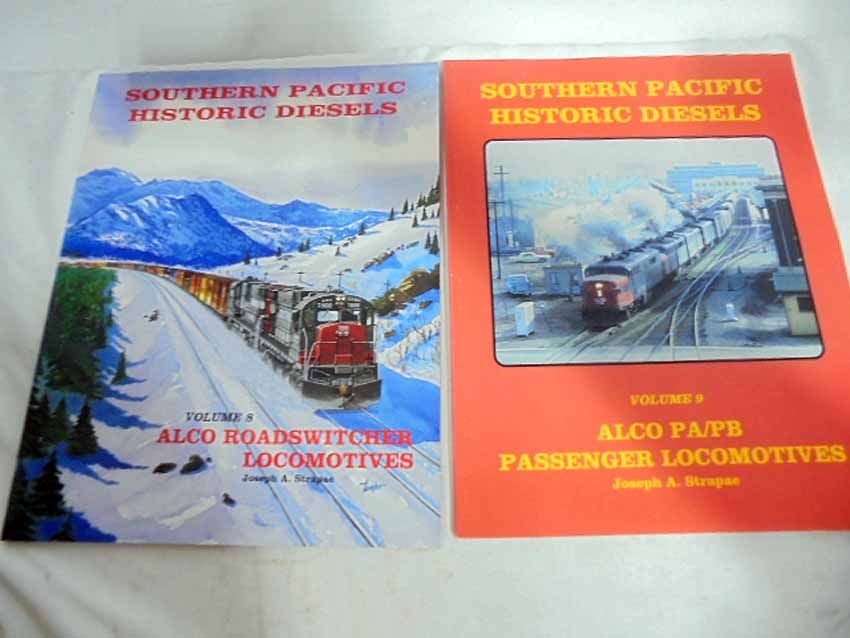 SOUTHERN PACIFIC
HISTORIC DIESELS
VOLUME 8
ALCO ROADSWITCHER
LOCOMOTIVES
Joseph A. Strapac
SOUTHERN PACIFIC
HISTORIC DIESELS
VOLUME 9
ALCO PA/PB
PASSENGER LOCOMOTIVES
Joseph A. Strapac